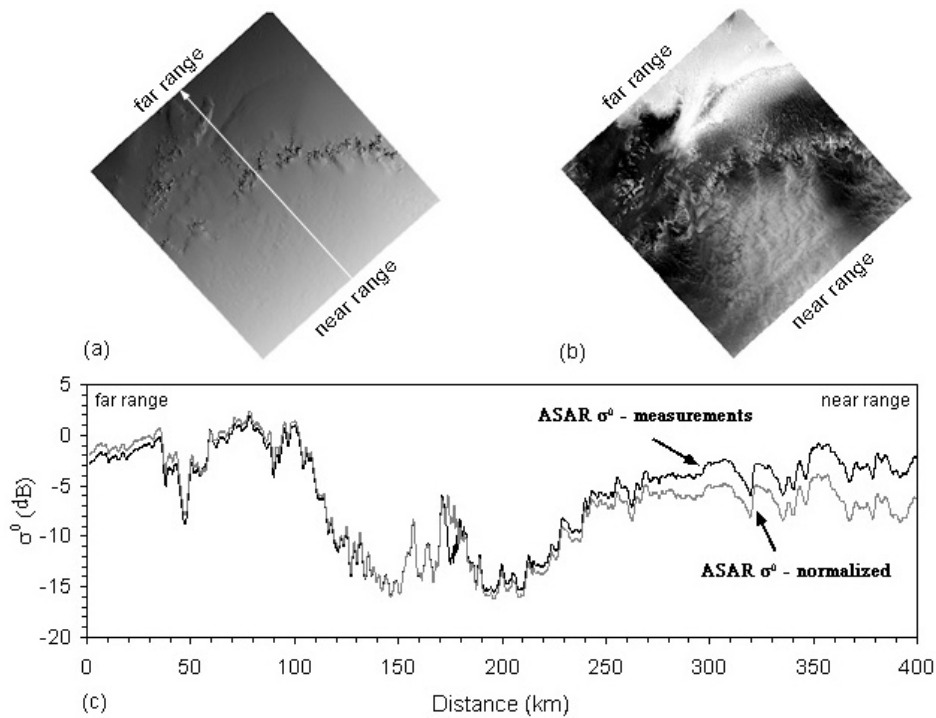 far range
near range
(a)
far range
near range
(b)
5
0
-5
-10
-15
-20
σ⁰ (dB)
far range
near range
ASAR σ⁰ - measurements
ASAR σ⁰ - normalized
0 50 100 150 200 250 300 350 400
(c)
Distance (km)